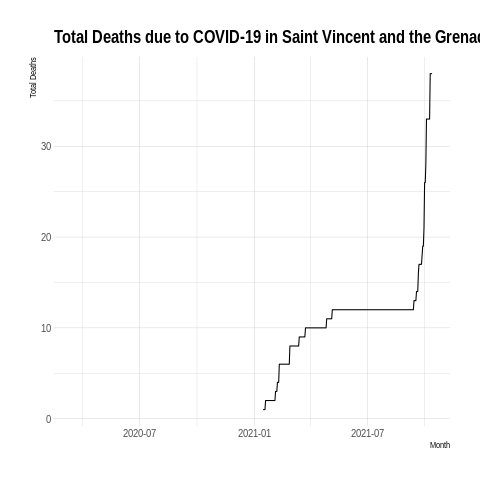 Total Deaths due to COVID-19 in Saint Vincent and the Grenad
Total Deaths
30
20
10
0
2020-07 2021-01 2021-07
Month